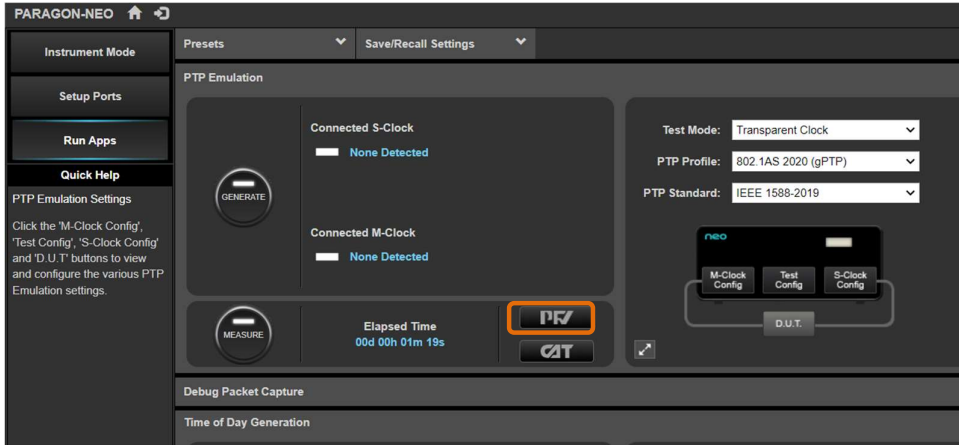 PARAGON-NEO
Instrument Mode
Setup Ports
Run Apps
Quick Help
PTP Emulation Settings
Click the 'M-Clock Config',
'Test Config', 'S-Clock Config'
and 'D.U.T' buttons to view
and configure the various PTP
Emulation settings.
Presets
Save/Recall Settings
PTP Emulation
GENERATE
Connected S-Clock
None Detected
Connected M-Clock
None Detected
MEASURE
Elapsed Time
00d 00h 01m 19s
PFV
CAT
Test Mode: Transparent Clock
PTP Profile: 802.1AS 2020 (gPTP)
PTP Standard: IEEE 1588-2019
neo
M-Clock Config
Test Config
S-Clock Config
D.U.T.
Debug Packet Capture
Time of Day Generation